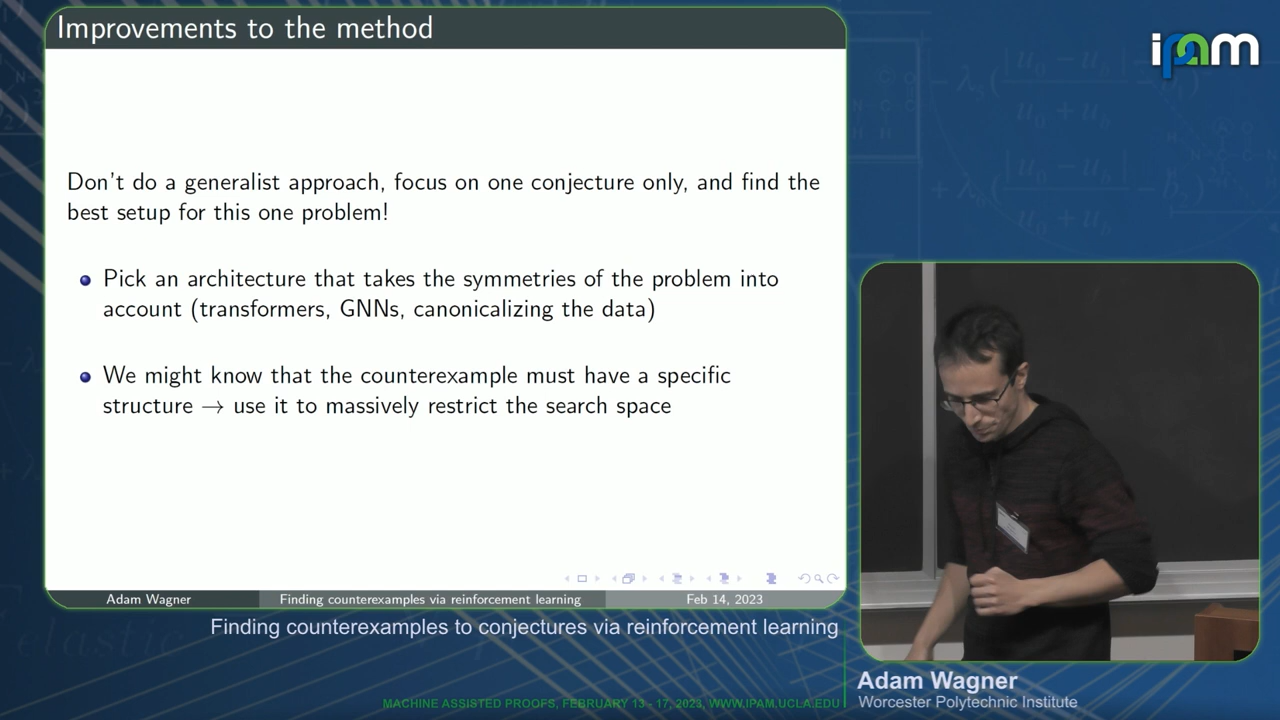 Improvements to the method
ipam
Don't do a generalist approach, focus on one conjecture only, and find the
best setup for this one problem!
Pick an architecture that takes the symmetries of the problem into
account (transformers, GNNs, canonicalizing the data)
We might know that the counterexample must have a specific
structure → use it to massively restrict the search space
Adam Wagner
Finding counterexamples via reinforcement learning
Feb 14, 2023
Finding counterexamples to conjectures via reinforcement learning
Adam Wagner
Worcester Polytechnic Institute
MACHINE ASSISTED PROOFS, FEBRUARY 13 - 17, 2023, WWW.IPAM.UCLA.EDU